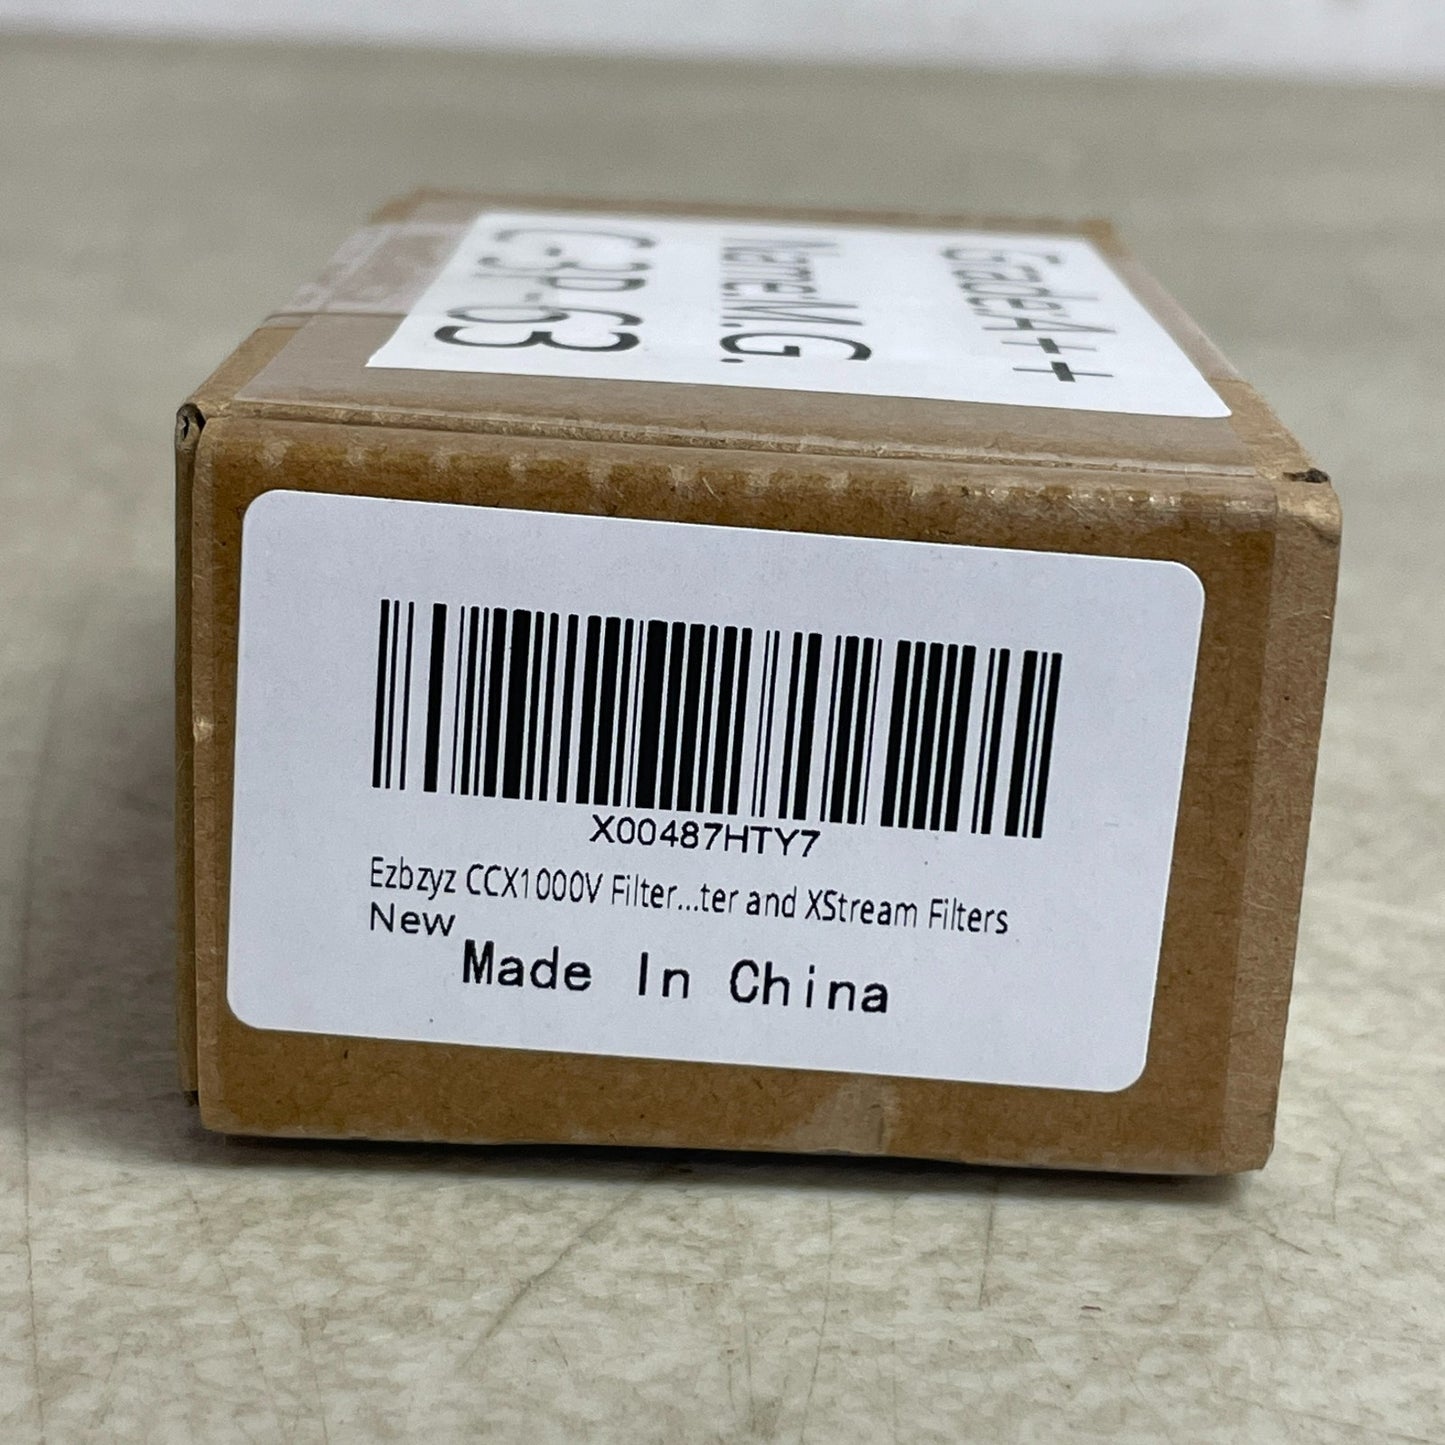 Grade:A++
Name:M.G.
C-3P-63
X00487HTY7
Ezbzyz CCX1000V Filter...ter and XStream Filters
New
Made In China